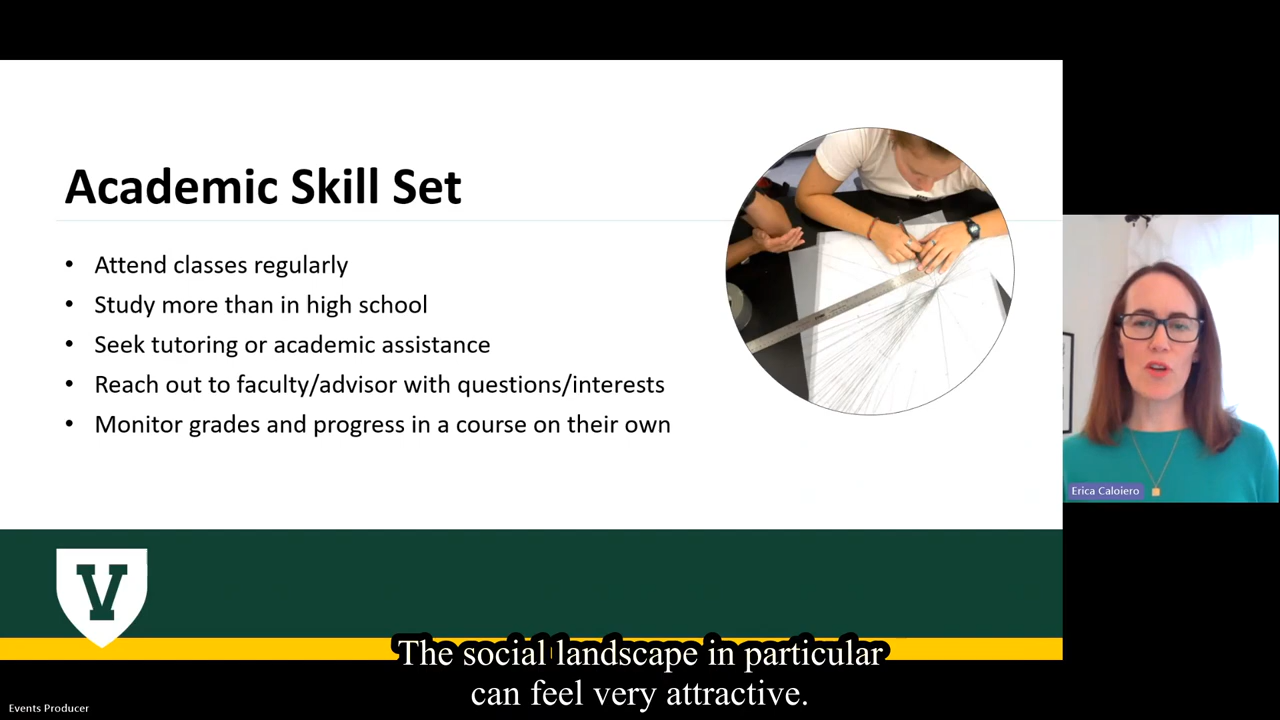 Academic Skill Set
• Attend classes regularly
• Study more than in high school
• Seek tutoring or academic assistance
• Reach out to faculty/advisor with questions/interests
• Monitor grades and progress in a course on their own
Erica Caloiero
V
The social landscape in particular
can feel very attractive.
Events Producer